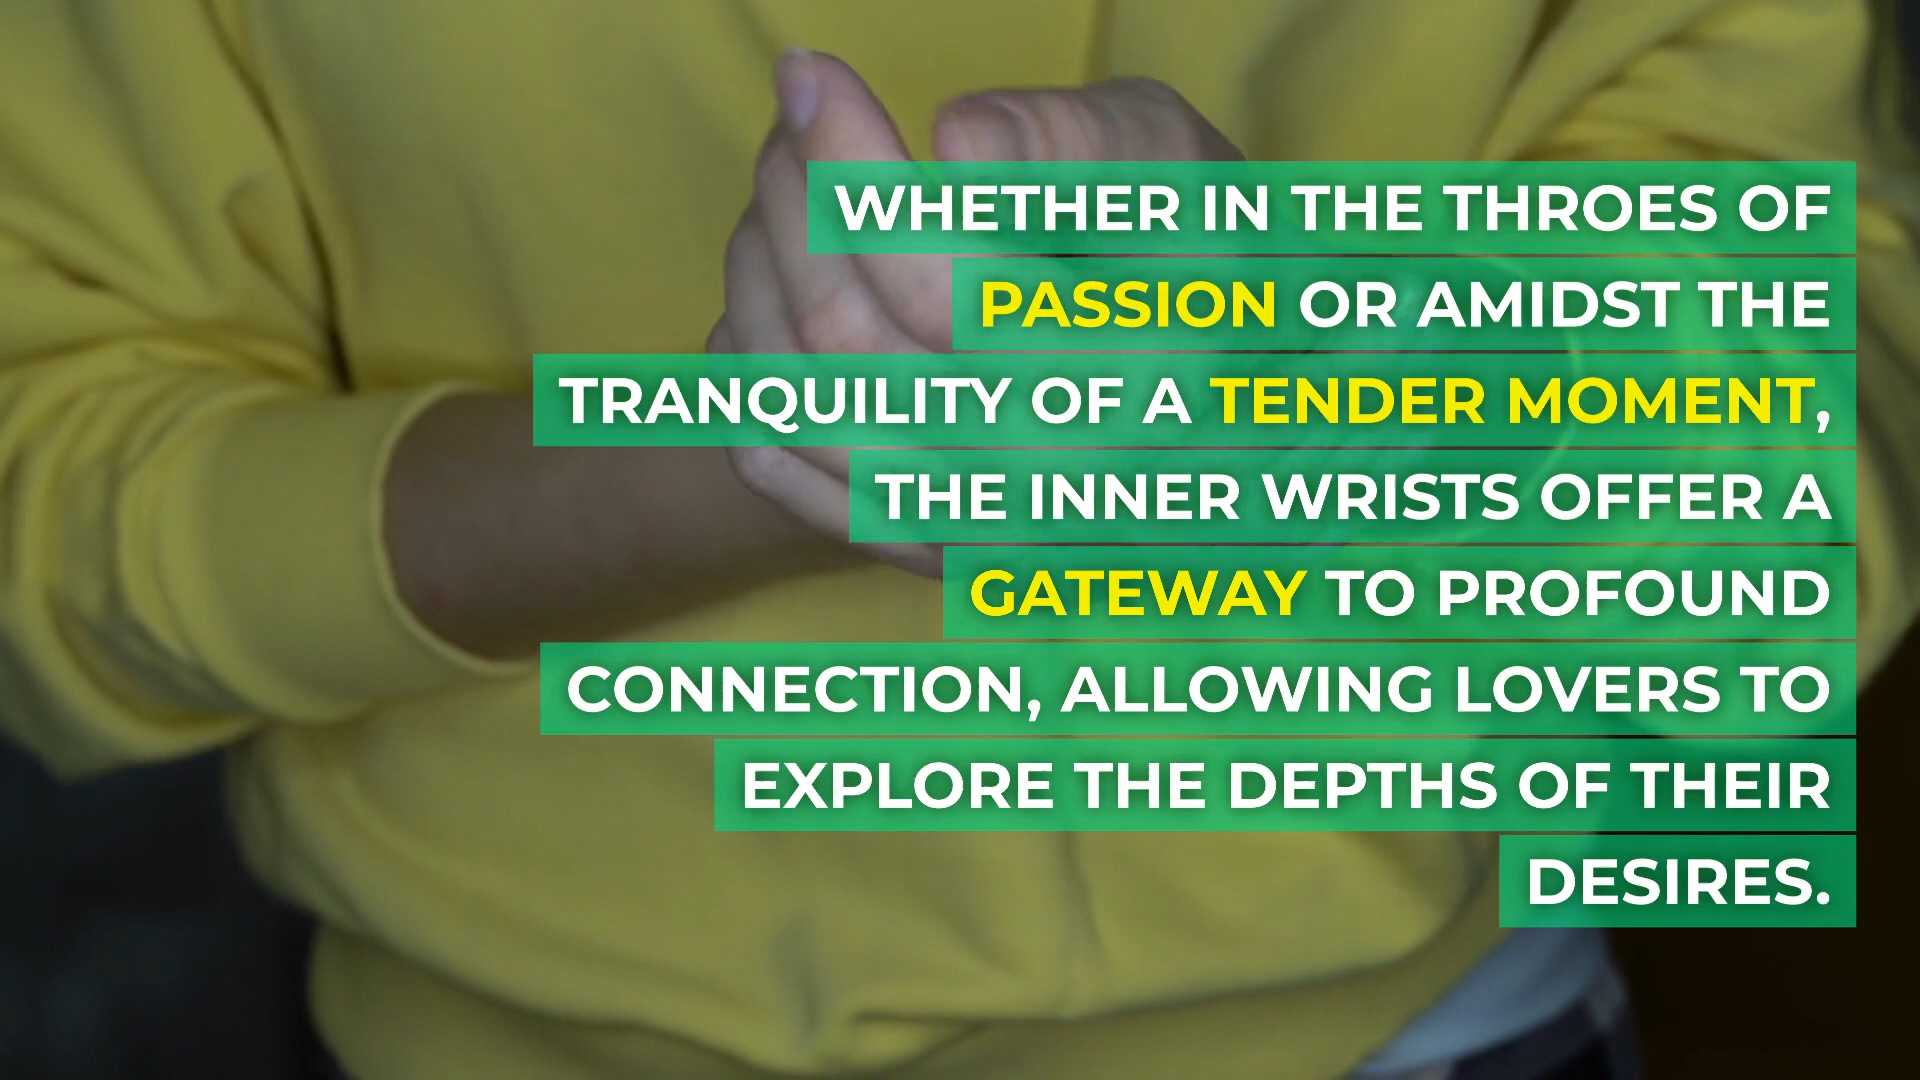 WHETHER IN THE THROES OF
PASSION OR AMIDST THE
TRANQUILITY OF A TENDER MOMENT,
THE INNER WRISTS OFFER A
GATEWAY TO PROFOUND
CONNECTION, ALLOWING LOVERS TO
EXPLORE THE DEPTHS OF THEIR
DESIRES.